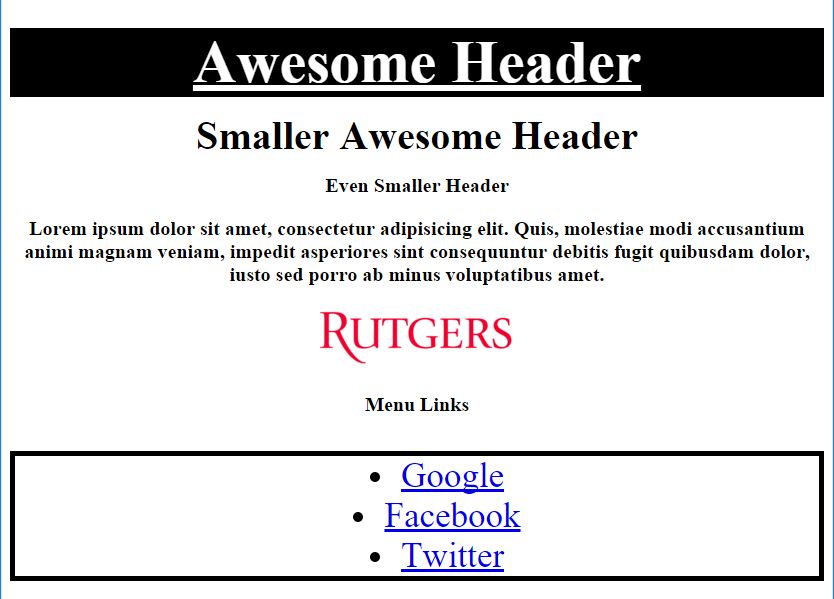 Awesome Header
Smaller Awesome Header
Even Smaller Header
Lorem ipsum dolor sit amet, consectetur adipisicing elit. Quis, molestiae modi accusantium
animi magnam veniam, impedit asperiores sint consequuntur debitis fugit quibusdam dolor,
iusto sed porro ab minus voluptatibus amet.
RUTGERS
Menu Links
• Google
• Facebook
• Twitter